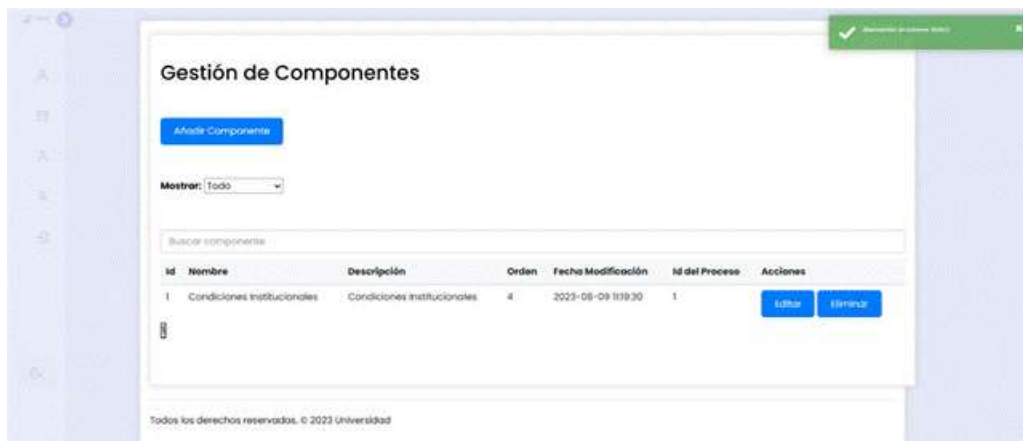 Gestión de Componentes
Añadir Componente
Mostrar: Todo
Buscar componente
Id Nombre Descripción Orden Fecha Modificación Id del Proceso Acciones
1 Condiciones Institucionales Condiciones Institucionales 4 2023-08-09 11:19:30 1 Editar Eliminar
Todos los derechos reservados. © 2023 Universidad